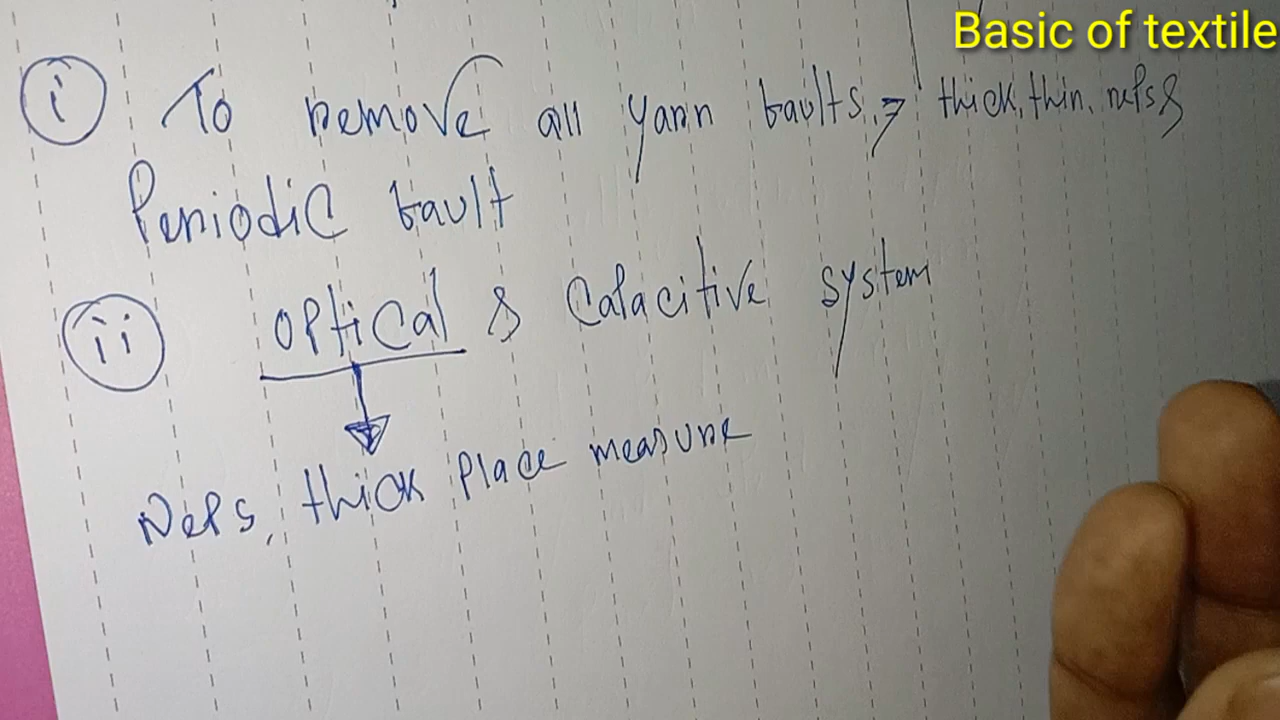 Basic of textile
i To remove all yarn faults. ⇒ thick, thin, neps &
Periodic fault
ii Optical & Capacitive system
Neps, thick place measure